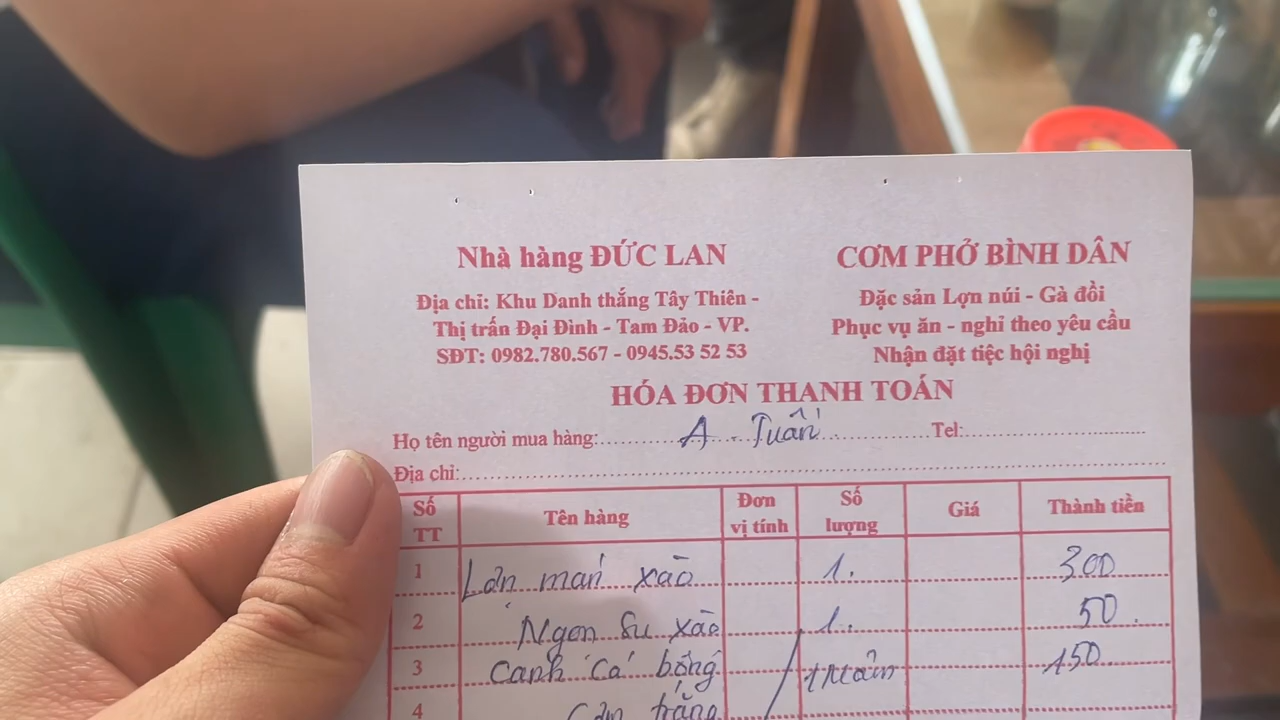 Nhà hàng ĐỨC LAN
Địa chỉ: Khu Danh thắng Tây Thiên -
Thị trấn Đại Đình - Tam Đảo - VP.
SĐT: 0982.780.567 - 0945.53 52 53
CƠM PHỞ BÌNH DÂN
Đặc sản Lợn núi - Gà đồi
Phục vụ ăn - nghỉ theo yêu cầu
Nhận đặt tiệc hội nghị
HÓA ĐƠN THANH TOÁN
Họ tên người mua hàng: A Tuấn Tel:
Địa chỉ:
Số TT Tên hàng Đơn vị tính Số lượng Giá Thành tiền
1 Lợn mán xào 1. 300
2 Ngọn Su xào 1. 50
3 Canh cá bống 150
4 trắng